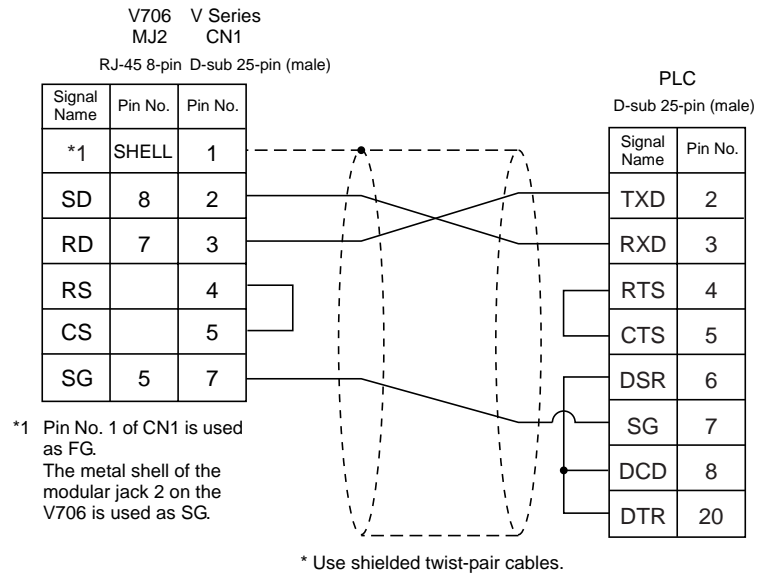 V706 V Series
MJ2 CN1
RJ-45 8-pin D-sub 25-pin (male)
Signal Name Pin No. Pin No.
*1 SHELL 1
SD 8 2
RD 7 3
RS 4
CS 5
SG 5 7
*1 Pin No. 1 of CN1 is used
as FG.
The metal shell of the
modular jack 2 on the
V706 is used as SG.
PLC
D-sub 25-pin (male)
Signal Name Pin No.
TXD 2
RXD 3
RTS 4
CTS 5
DSR 6
SG 7
DCD 8
DTR 20
* Use shielded twist-pair cables.